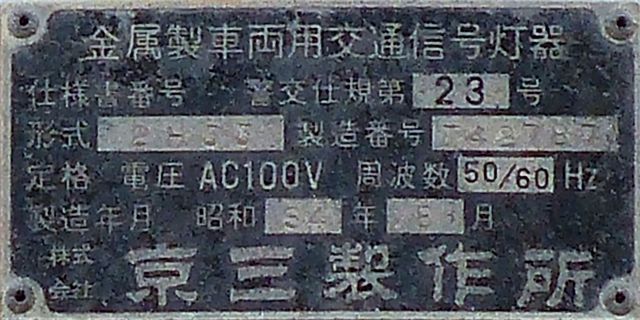 金属製車両用交通信号灯器
仕様書番号 警交仕規第 23 号
形式 製造番号
定格 電圧 AC100V 周波数 50/60 Hz
製造年月 昭和 54 年 月
株式会社 京三製作所